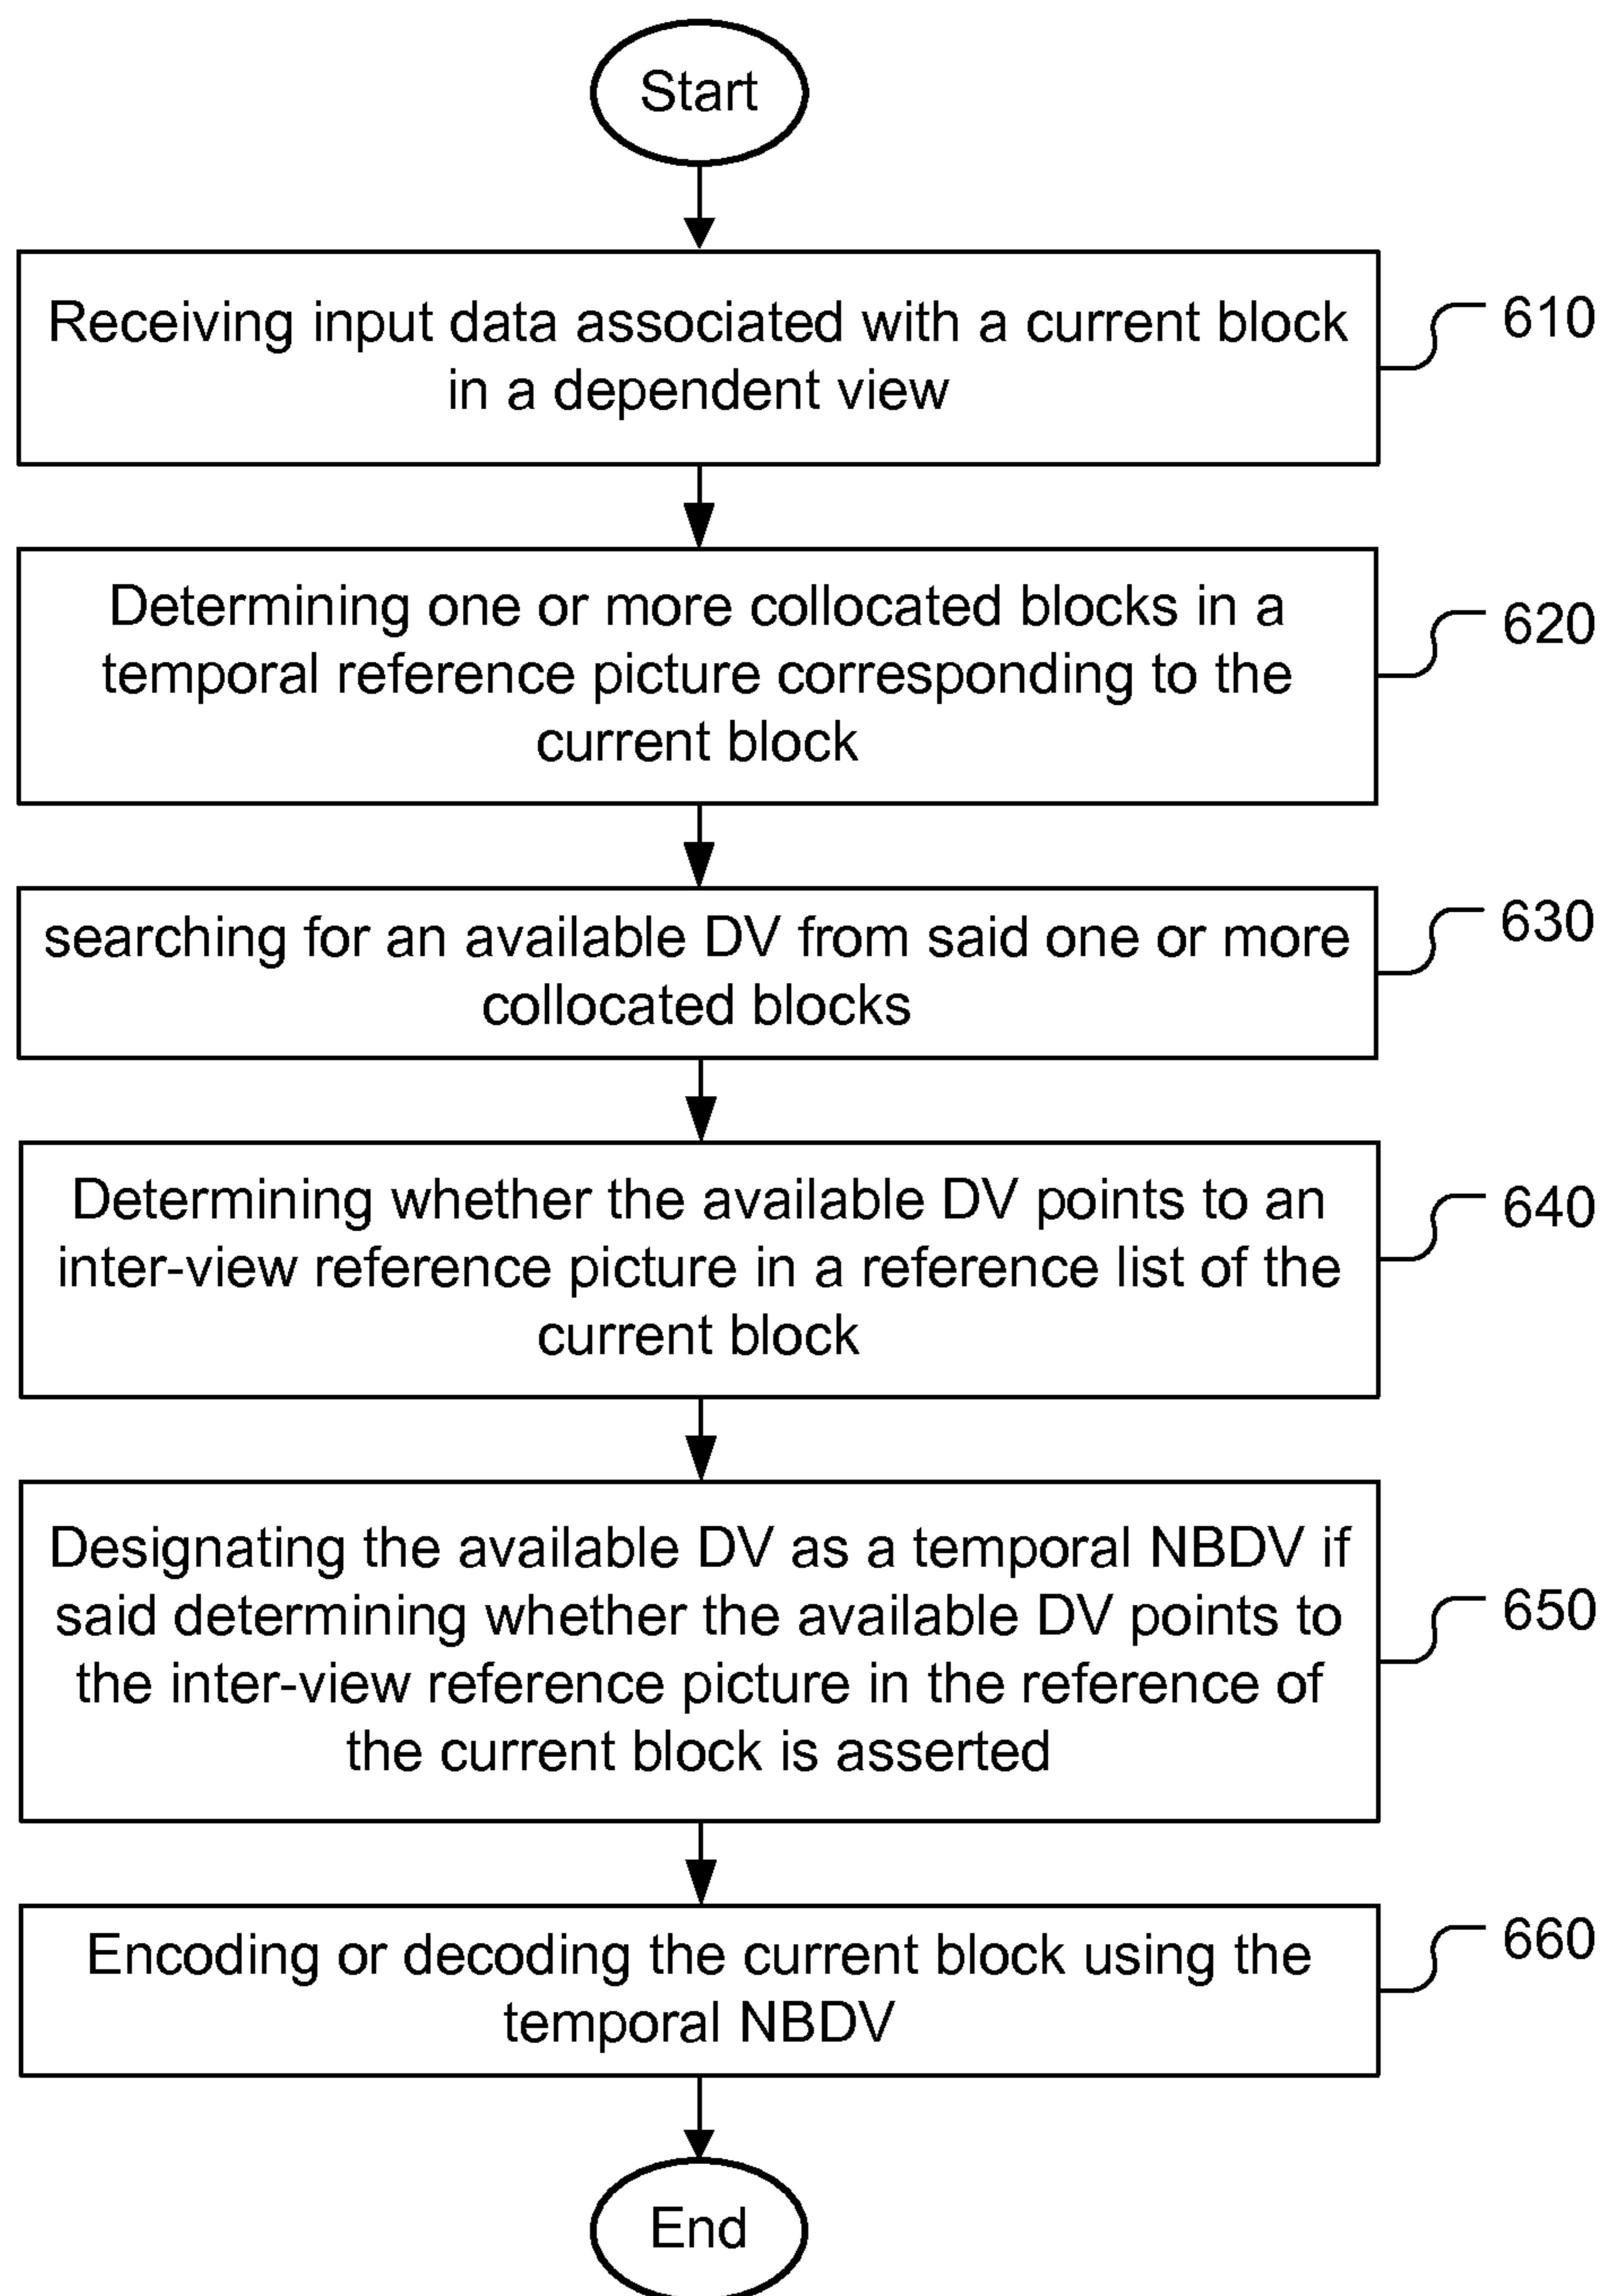 Start
Receiving input data associated with a current block
in a dependent view
610
Determining one or more collocated blocks in a
temporal reference picture corresponding to the
current block
620
searching for an available DV from said one or more
collocated blocks
630
Determining whether the available DV points to an
inter-view reference picture in a reference list of the
current block
640
Designating the available DV as a temporal NBDV if
said determining whether the available DV points to
the inter-view reference picture in the reference of
the current block is asserted
650
Encoding or decoding the current block using the
temporal NBDV
660
End